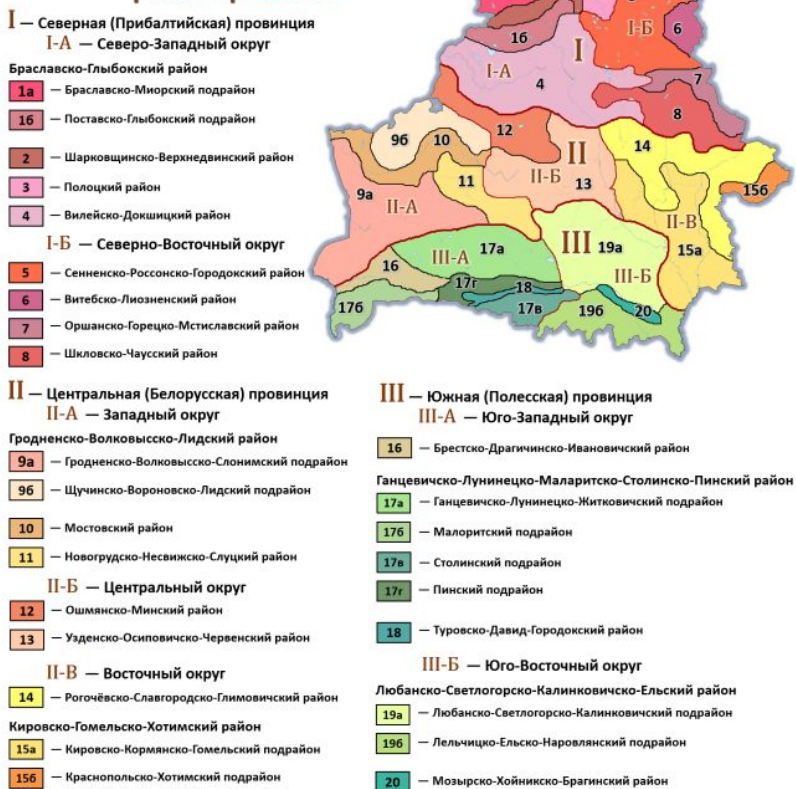 I — Северная (Прибалтийская) провинция
I-А — Северо-Западный округ
Браславско-Глыбокский район
1а — Браславско-Миорский подрайон
1б — Поставско-Глыбокский подрайон
2 — Шарковщинско-Верхнедвинский район
3 — Полоцкий район
4 — Вилейско-Докшицкий район
I-Б — Северно-Восточный округ
5 — Сенненско-Россонско-Городокский район
6 — Витебско-Лиозненский район
7 — Оршанско-Горецко-Мстиславский район
8 — Шкловско-Чаусский район
1б
I-А
4
I
I-Б
6
7
8
9б
10
12
II
14
15б
9а
II-А
11
II-Б
13
II-В
15а
III-А
17а
III
19а
III-Б
16
17г
18
17б
17в
19б
20
II — Центральная (Белорусская) провинция
II-А — Западный округ
Гродненско-Волковысско-Лидский район
9а — Гродненско-Волковысско-Слонимский подрайон
9б — Щучинско-Вороновско-Лидский подрайон
10 — Мостовский район
11 — Новогрудско-Несвижско-Слуцкий район
II-Б — Центральный округ
12 — Ошмянско-Минский район
13 — Узденско-Осиповичско-Червенский район
II-В — Восточный округ
14 — Рогочёвско-Славгородско-Глимовичский район
Кировско-Гомельско-Хотимский район
15а — Кировско-Кормянско-Гомельский подрайон
15б — Краснопольско-Хотимский подрайон
III — Южная (Полесская) провинция
III-А — Юго-Западный округ
16 — Брестско-Драгичинско-Ивановичский район
Ганцевичско-Лунинецко-Маларитско-Столинско-Пинский район
17а — Ганцевичско-Лунинецко-Житковичский подрайон
17б — Малоритский подрайон
17в — Столинский подрайон
17г — Пинский подрайон
18 — Туровско-Давид-Городокский район
III-Б — Юго-Восточный округ
Любанско-Светлогорско-Калинковичско-Ельский район
19а — Любанско-Светлогорско-Калинковичский подрайон
19б — Лельчицко-Ельско-Наровлянский подрайон
20 — Мозырско-Хойникско-Брагинский район